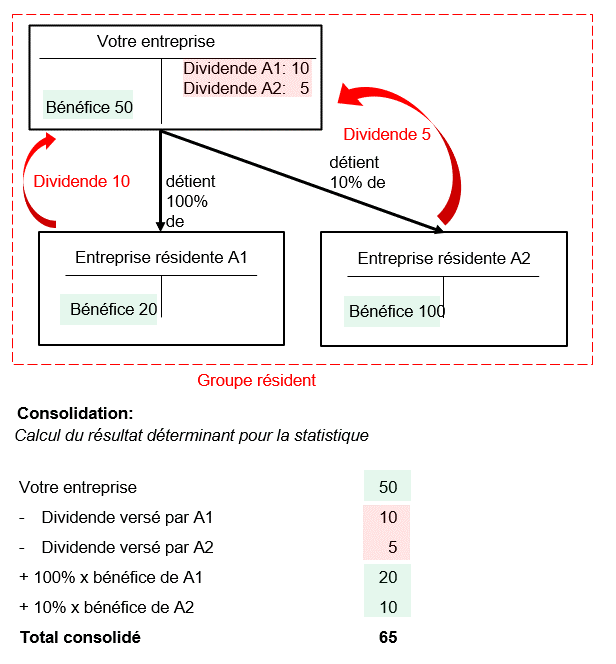 Votre entreprise
Dividende A1: 10
Dividende A2: 5
Bénéfice 50
Dividende 5
Dividende 10
détient
100%
de
détient
10% de
Entreprise résidente A1
Bénéfice 20
Entreprise résidente A2
Bénéfice 100
Groupe résident
Consolidation:
Calcul du résultat déterminant pour la statistique
Votre entreprise 50
- Dividende versé par A1 10
- Dividende versé par A2 5
+ 100% x bénéfice de A1 20
+ 10% x bénéfice de A2 10
Total consolidé 65